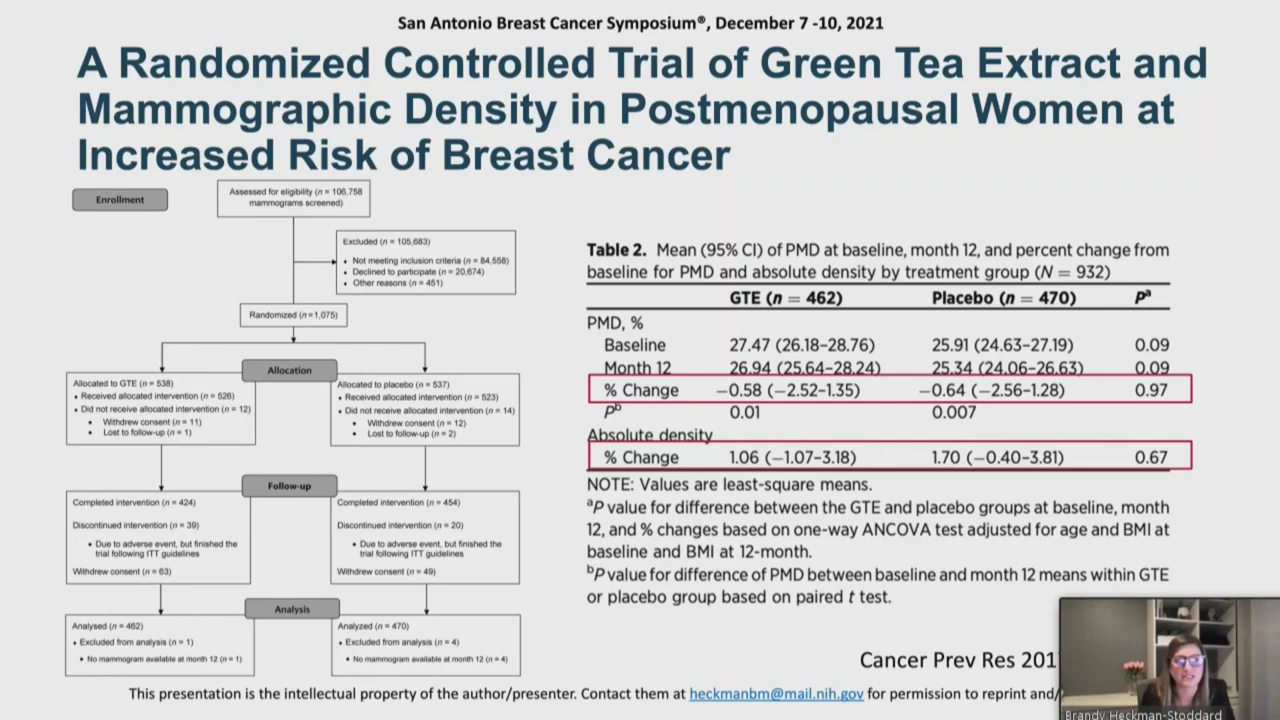 San Antonio Breast Cancer Symposium®, December 7 -10, 2021
A Randomized Controlled Trial of Green Tea Extract and
Mammographic Density in Postmenopausal Women at
Increased Risk of Breast Cancer
Enrollment
Assessed for eligibility (n = 106,758
mammograms screened)
Excluded (n = 105,683)
• Not meeting inclusion criteria (n = 84,558)
• Declined to participate (n = 20,674)
• Other reasons (n = 451)
Randomized (n=1,075)
Allocation
Allocated to GTE (n = 538)
• Received allocated intervention (n = 526)
• Did not receive allocated intervention (n = 12)
• Withdrew consent (n = 11)
• Lost to follow-up (n = 1)
Allocated to placebo (n = 537)
• Received allocated intervention (n = 523)
• Did not receive allocated intervention (n = 14)
• Withdrew consent (n = 12)
• Lost to follow-up (n = 2)
Follow-up
Completed intervention (n = 424)
Discontinued intervention (n = 39)
• Due to adverse event, but finished the
trial following ITT guidelines
Withdrew consent (n = 63)
Completed intervention (n = 454)
Discontinued intervention (n = 20)
• Due to adverse event, but finished the
trial following ITT guidelines
Withdrew consent (n = 49)
Analysis
Analysed (n = 462)
• Excluded from analysis (n = 1)
• No mammogram available at month 12 (n = 1)
Analyzed (n = 470)
• Excluded from analysis (n = 4)
• No mammogram available at month 12 (n = 4)
Table 2. Mean (95% CI) of PMD at baseline, month 12, and percent change from
baseline for PMD and absolute density by treatment group (N = 932)
GTE (n = 462) Placebo (n = 470) Pa
PMD, %
Baseline 27.47 (26.18–28.76) 25.91 (24.63–27.19) 0.09
Month 12 26.94 (25.64–28.24) 25.34 (24.06–26.63) 0.09
% Change −0.58 (−2.52–1.35) −0.64 (−2.56–1.28) 0.97
Pb 0.01 0.007
Absolute density
% Change 1.06 (−1.07–3.18) 1.70 (−0.40–3.81) 0.67
NOTE: Values are least-square means.
aP value for difference between the GTE and placebo groups at baseline, month
12, and % changes based on one-way ANCOVA test adjusted for age and BMI at
baseline and BMI at 12-month.
bP value for difference of PMD between baseline and month 12 means within GTE
or placebo group based on paired t test.
Cancer Prev Res 201
This presentation is the intellectual property of the author/presenter. Contact them at heckmanbm@mail.nih.gov for permission to reprint and/
Brandy Heckman-Stoddard